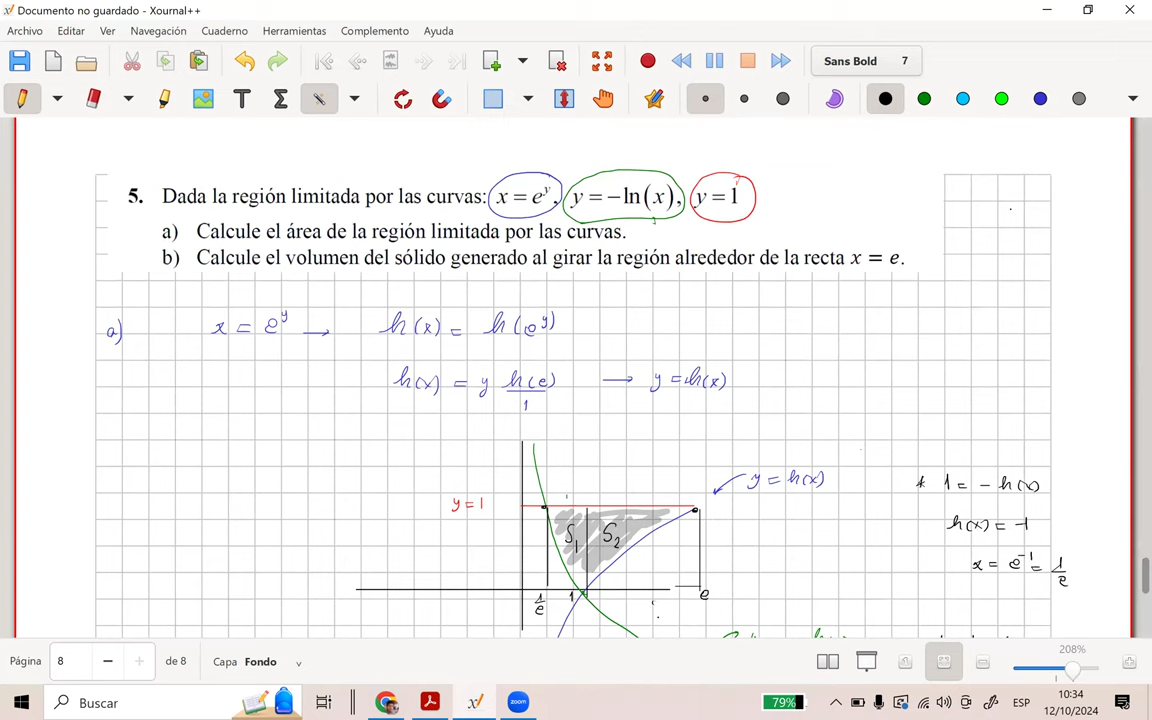 Documento no guardado - Xournal++
Archivo Editar Ver Navegación Cuaderno Herramientas Complemento Ayuda
Sans Bold 7
5. Dada la región limitada por las curvas: x = e^y, y = −ln(x), y = 1
a) Calcule el área de la región limitada por las curvas.
b) Calcule el volumen del sólido generado al girar la región alrededor de la recta x = e.
a) x = e^y → ln(x) = ln(e^y)
ln(x) = y ln(e) → y = ln(x)
1
y = ln(x)
y = 1
* 1 = - ln(x)
S1 S2
ln(x) = -1
x = e^-1 = 1/e
1/e 1 e
Página 8 de 8 Capa Fondo
208%
Buscar
79%
ESP
10:34
12/10/2024